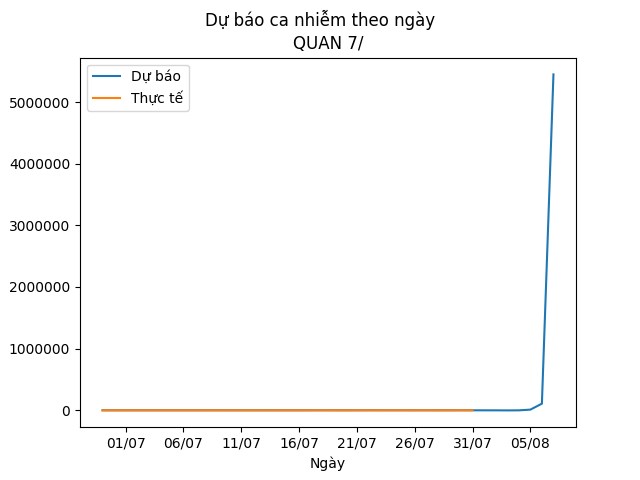 Dự báo ca nhiễm theo ngày
QUAN 7/
Dự báo
Thực tế
5000000
4000000
3000000
2000000
1000000
0
01/07 06/07 11/07 16/07 21/07 26/07 31/07 05/08
Ngày